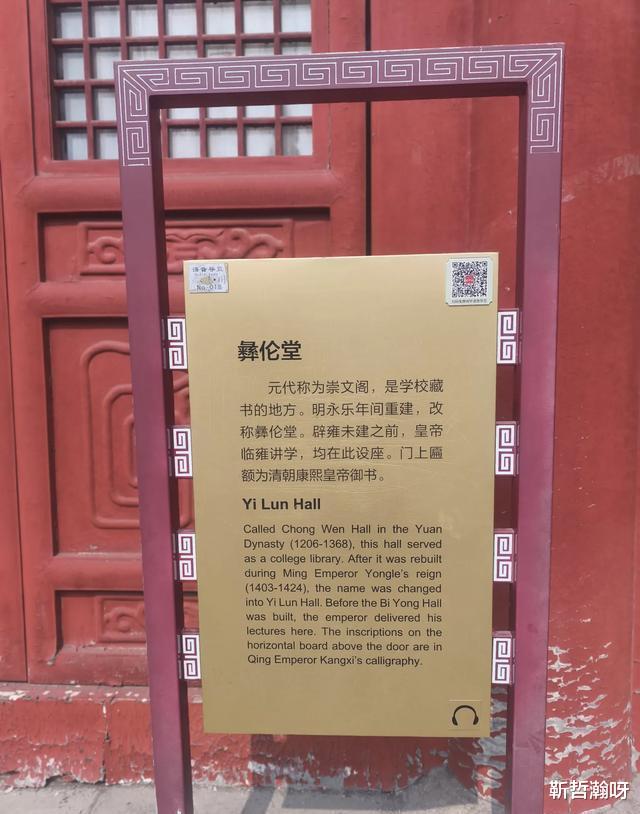 语音导览
No.018
彝伦堂
元代称为崇文阁，是学校藏
书的地方。明永乐年间重建，改
称彝伦堂。辟雍未建之前，皇帝
临雍讲学，均在此设座。门上匾
额为清朝康熙皇帝御书。
Yi Lun Hall
Called Chong Wen Hall in the Yuan
Dynasty (1206-1368), this hall served
as a college library. After it was rebuilt
during Ming Emperor Yongle's reign
(1403-1424), the name was changed
into Yi Lun Hall. Before the Bi Yong Hall
was built, the emperor delivered his
lectures here. The inscriptions on the
horizontal board above the door are in
Qing Emperor Kangxi's calligraphy.
靳哲瀚呀